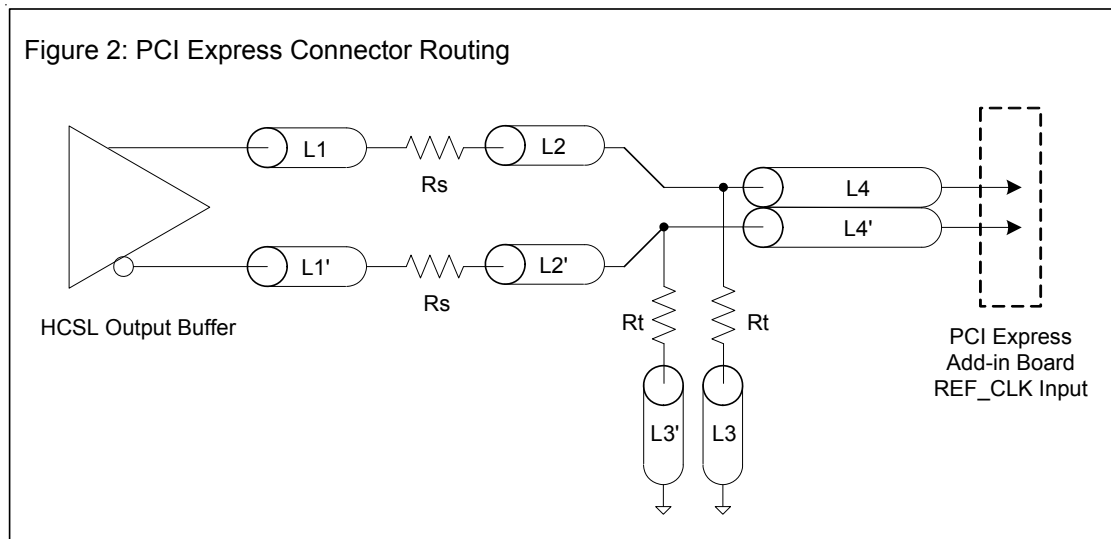 Figure 2: PCI Express Connector Routing
L1
Rs
L2
L4
L4'
L1'
Rs
L2'
HCSL Output Buffer
Rt
Rt
L3'
L3
PCI Express
Add-in Board
REF_CLK Input